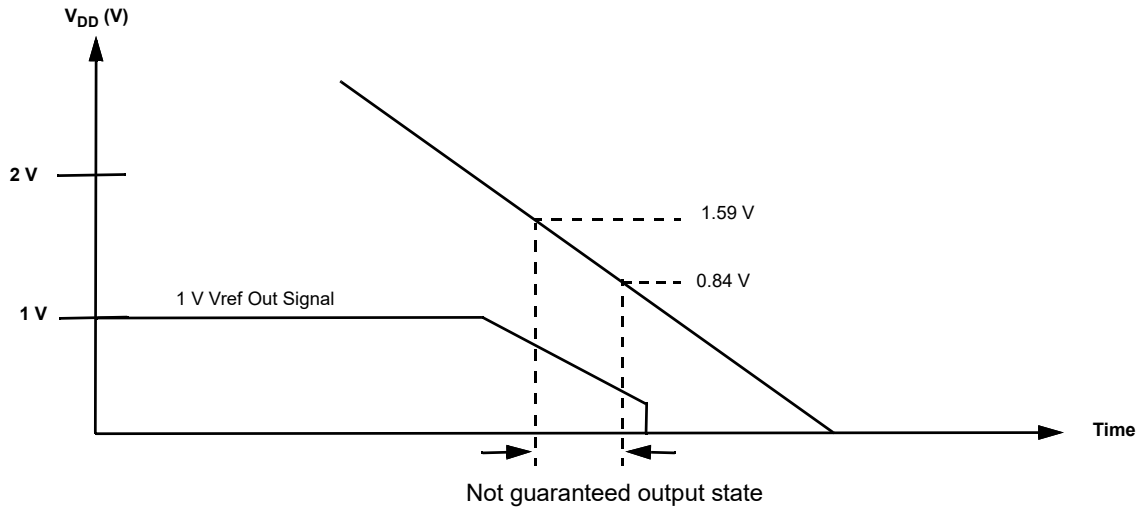 VDD (V)
2 V
1.59 V
0.84 V
1 V Vref Out Signal
1 V
Time
Not guaranteed output state